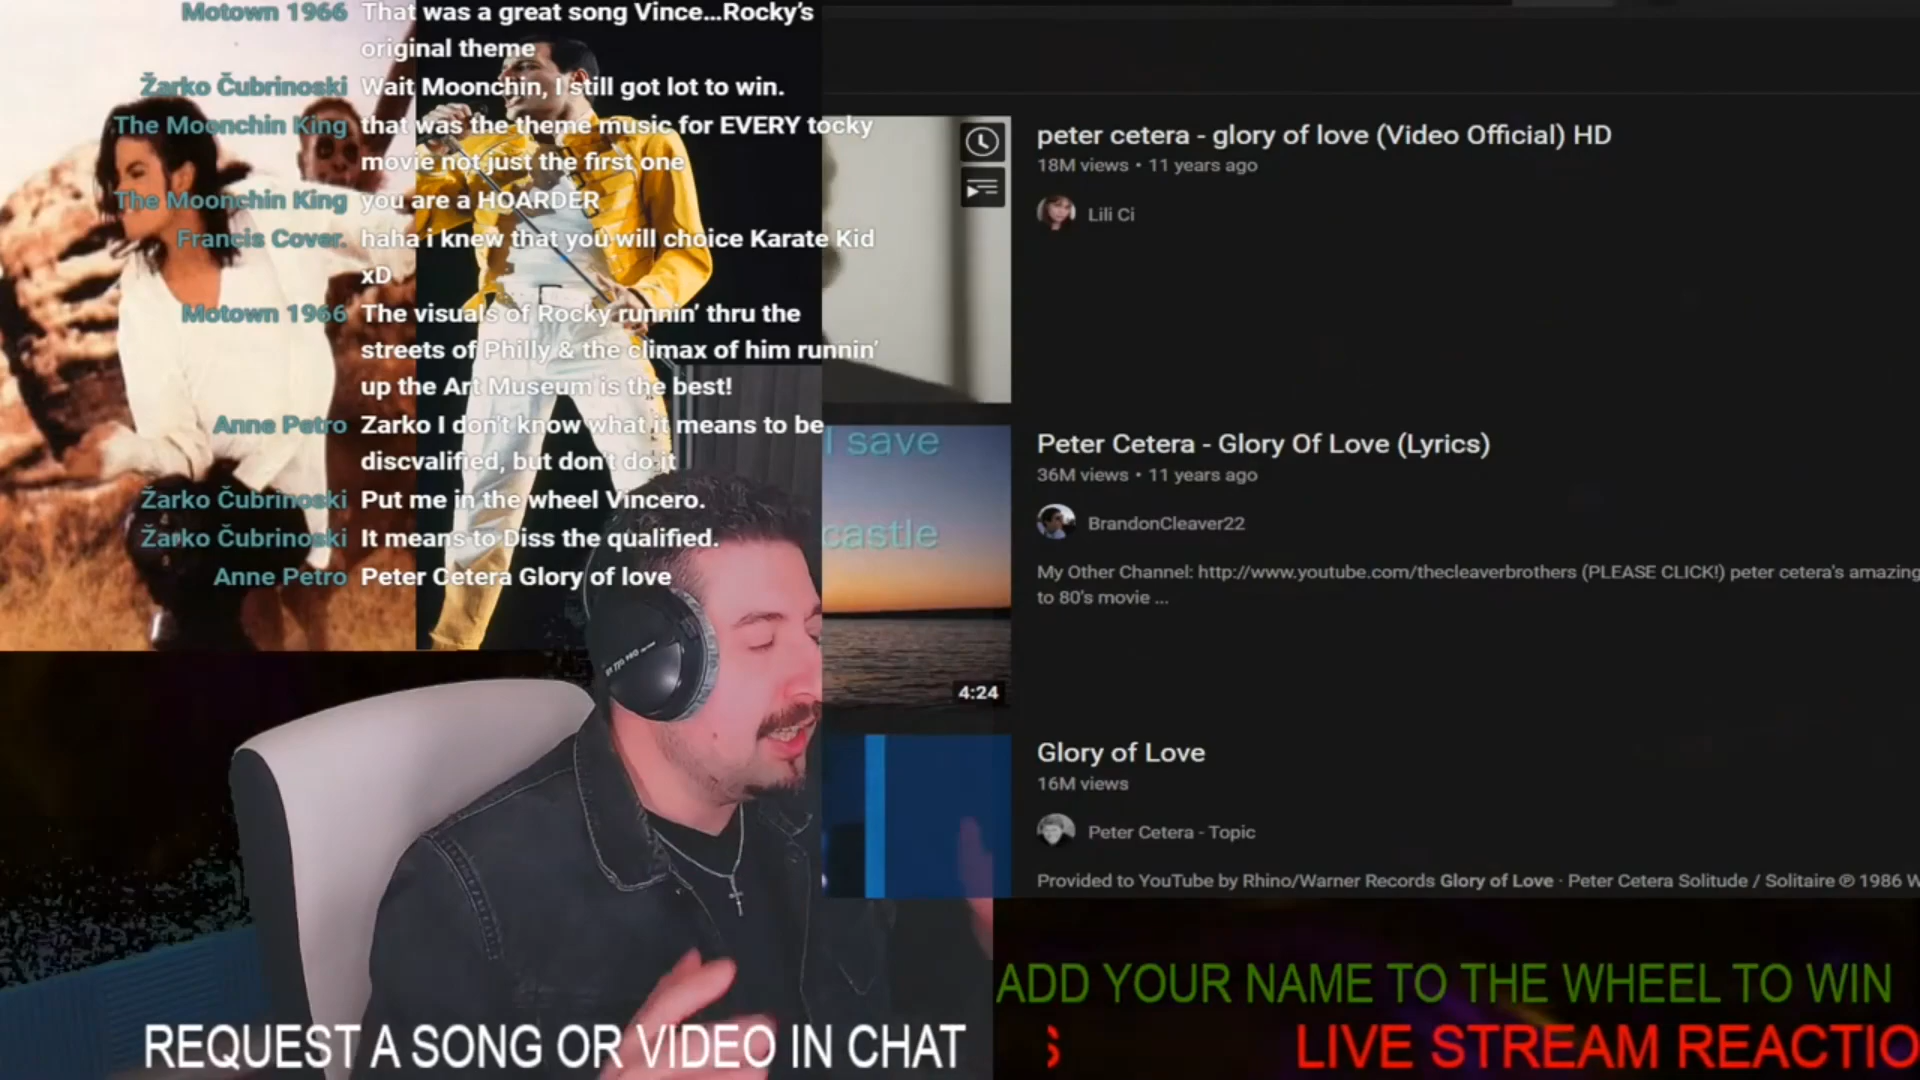 Motown 1966 That was a great song Vince...Rocky's
original theme
Žarko Čubrinoski Wait Moonchin, I still got lot to win.
The Moonchin King that was the theme music for EVERY tocky
movie not just the first one
The Moonchin King you are a HOARDER
Francis Cover. haha i knew that you will choice Karate Kid
xD
Motown 1966 The visuals of Rocky runnin' thru the
streets of Philly & the climax of him runnin'
up the Art Museum is the best!
Anne Petro Zarko I don't know what it means to be
discvalified, but don't do it
Žarko Čubrinoski Put me in the wheel Vincero.
Žarko Čubrinoski It means to Diss the qualified.
Anne Petro Peter Cetera Glory of love
peter cetera - glory of love (Video Official) HD
18M views • 11 years ago
Lili Ci
I save
castle
4:24
Peter Cetera - Glory Of Love (Lyrics)
36M views • 11 years ago
BrandonCleaver22
My Other Channel: http://www.youtube.com/thecleaverbrothers (PLEASE CLICK!) peter cetera's amazing
to 80's movie ...
Glory of Love
16M views
Peter Cetera - Topic
Provided to YouTube by Rhino/Warner Records Glory of Love · Peter Cetera Solitude / Solitaire ℗ 1986 W
ADD YOUR NAME TO THE WHEEL TO WIN
REQUEST A SONG OR VIDEO IN CHAT
S LIVE STREAM REACTIO